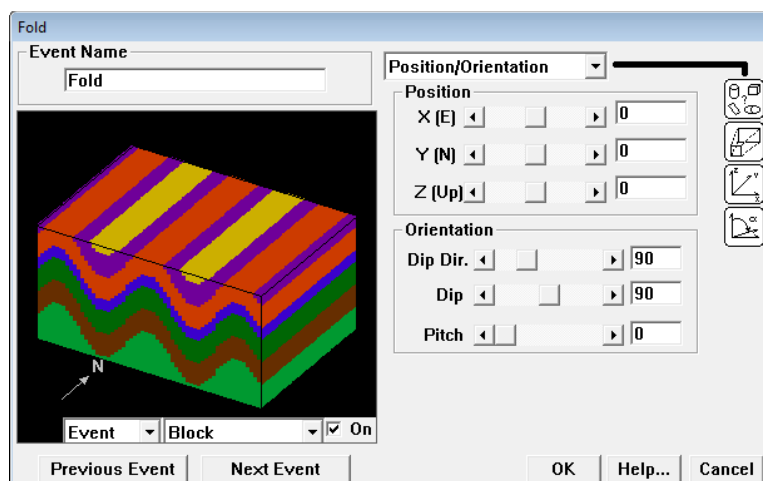 Fold
Event Name
Fold
Position/Orientation
Position
X (E) 0
Y (N) 0
Z (Up) 0
Orientation
Dip Dir. 90
Dip 90
Pitch 0
N
Event Block On
Previous Event Next Event OK Help... Cancel